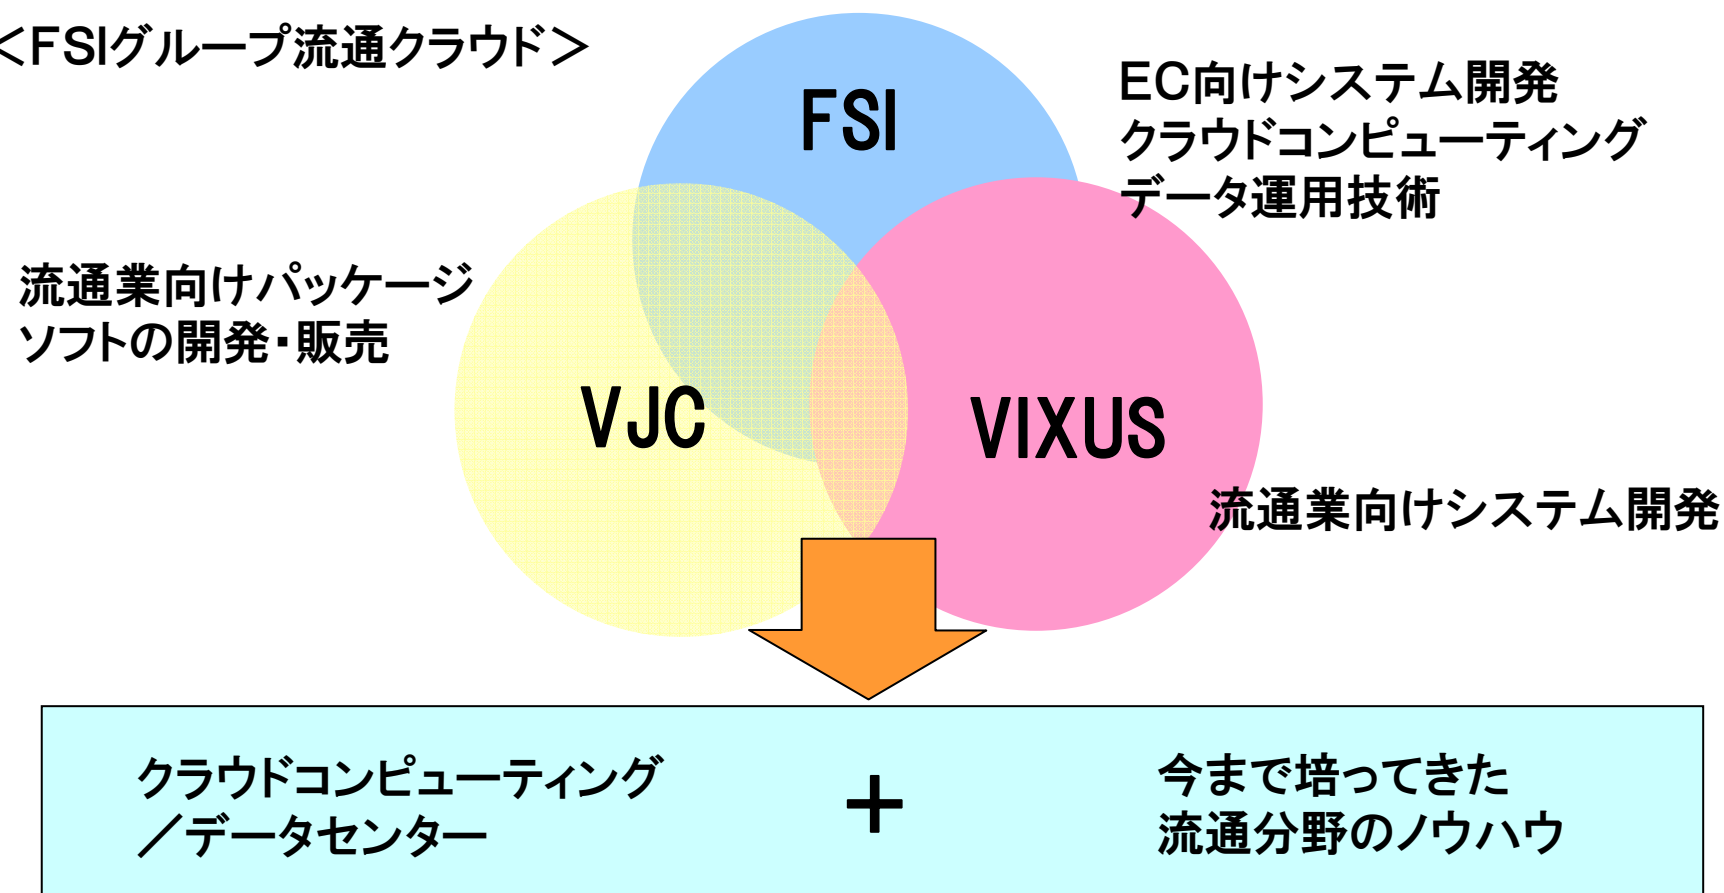 ＜FSIグループ流通クラウド＞
FSI
EC向けシステム開発
クラウドコンピューティング
データ運用技術
流通業向けパッケージ
ソフトの開発・販売
VJC
VIXUS
流通業向けシステム開発
クラウドコンピューティング
／データセンター
＋
今まで培ってきた
流通分野のノウハウ